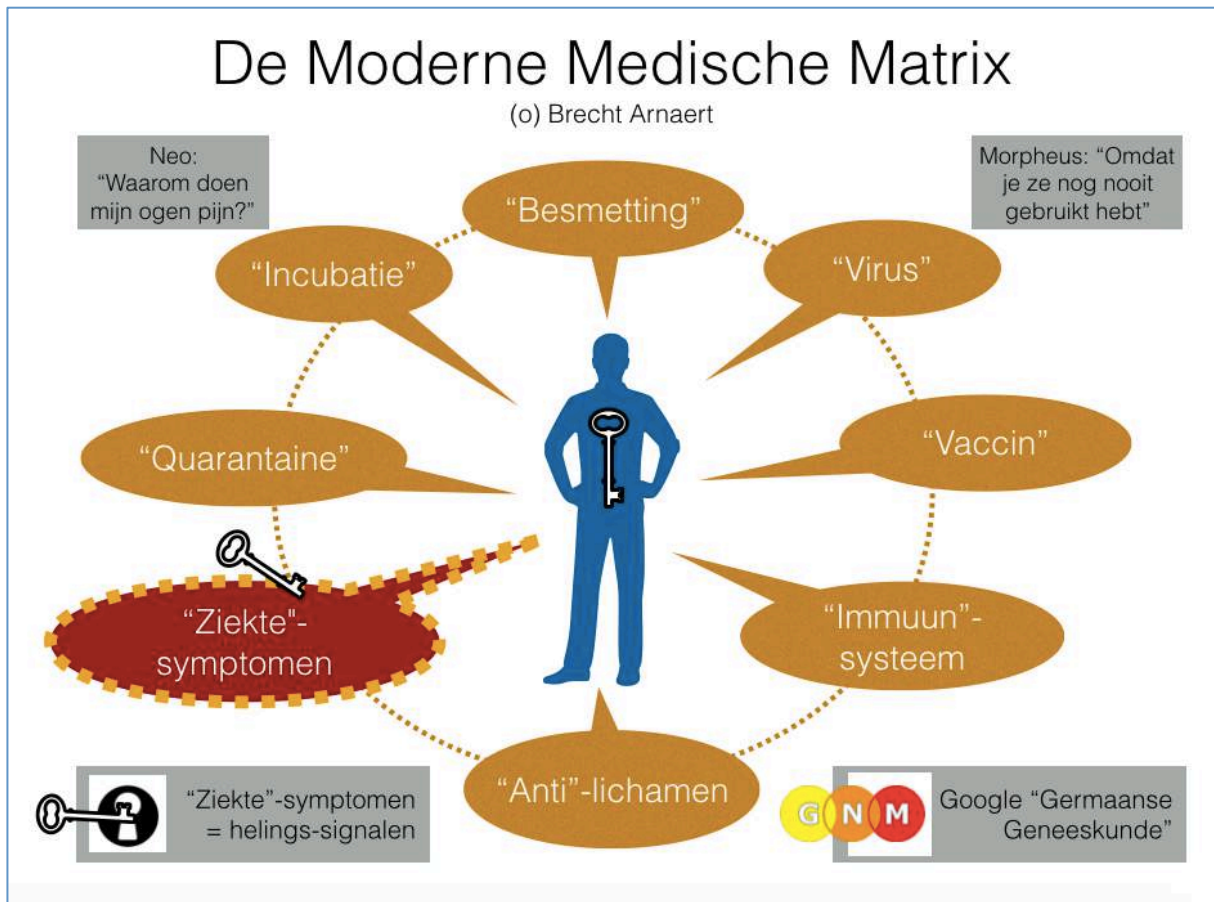 De Moderne Medische Matrix
(o) Brecht Arnaert
Neo:
“Waarom doen
mijn ogen pijn?”
Morpheus: “Omdat
je ze nog nooit
gebruikt hebt”
“Besmetting”
“Incubatie”
“Virus”
“Quarantaine”
“Vaccin”
“Ziekte"-
symptomen
“Immuun”-
systeem
“Anti”-lichamen
“Ziekte”-symptomen
= helings-signalen
G N M
Google “Germaanse
Geneeskunde”